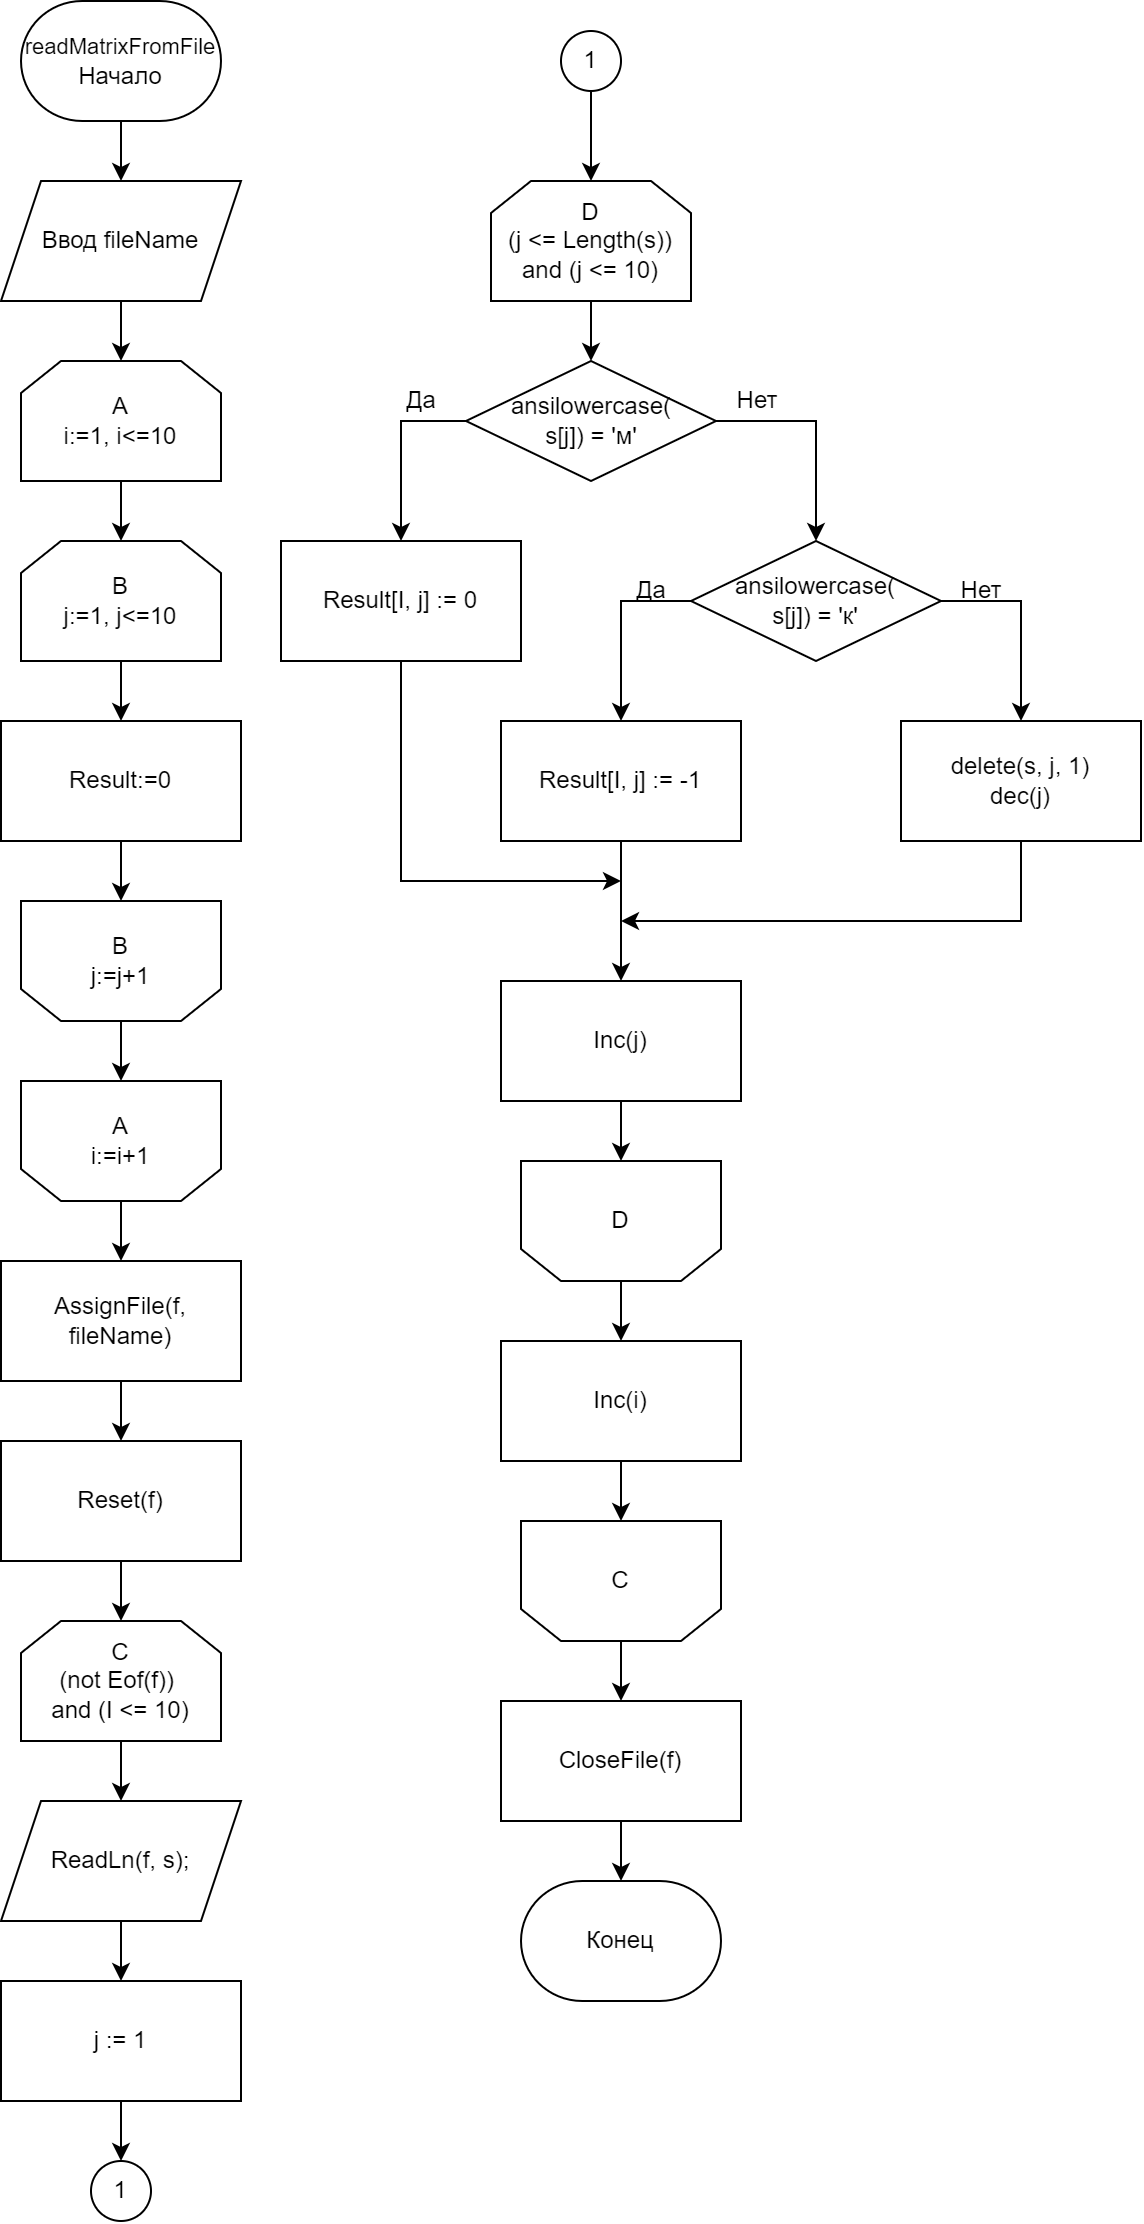 readMatrixFromFile
Начало
Ввод fileName
A
i:=1, i<=10
B
j:=1, j<=10
Result:=0
B
j:=j+1
A
i:=i+1
AssignFile(f,
fileName)
Reset(f)
C
(not Eof(f))
and (I <= 10)
ReadLn(f, s);
j := 1
1
1
D
(j <= Length(s))
and (j <= 10)
Да
ansilowercase(
s[j]) = 'м'
Нет
Result[I, j] := 0
Да
ansilowercase(
s[j]) = 'к'
Нет
Result[I, j] := -1
delete(s, j, 1)
dec(j)
Inc(j)
D
Inc(i)
C
CloseFile(f)
Конец